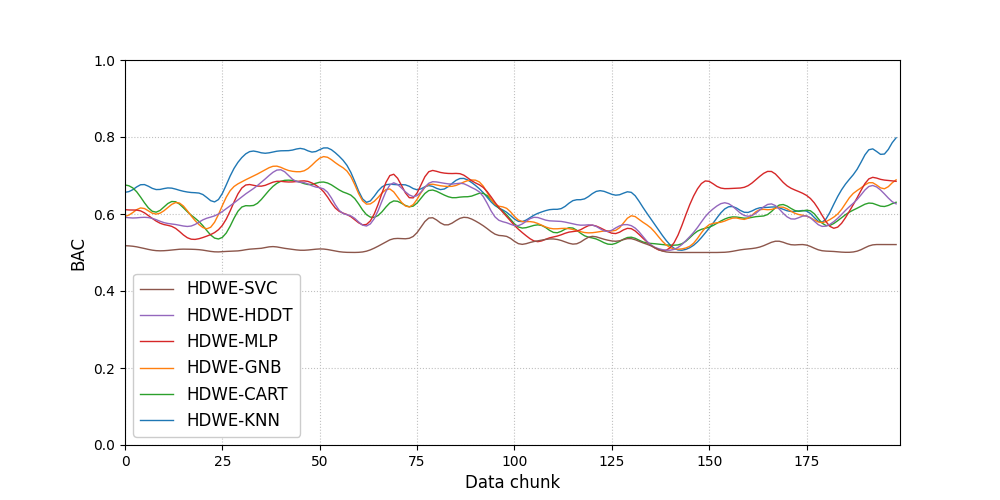 1.0
0.8
0.6
0.4
0.2
0.0
BAC
HDWE-SVC
HDWE-HDDT
HDWE-MLP
HDWE-GNB
HDWE-CART
HDWE-KNN
0 25 50 75 100 125 150 175
Data chunk